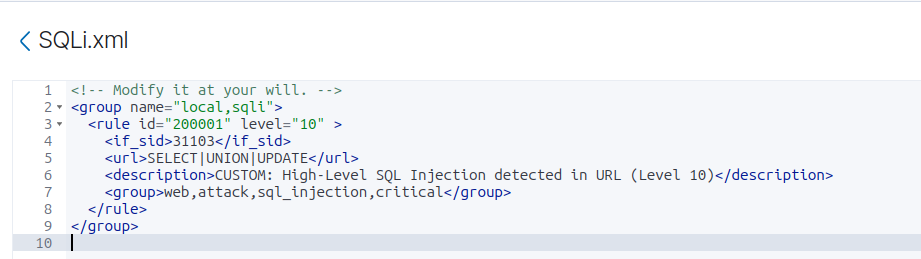 SQLi.xml
1 <!-- Modify it at your will. -->
2 <group name="local,sqli">
3 <rule id="200001" level="10" >
4 <if_sid>31103</if_sid>
5 <url>SELECT|UNION|UPDATE</url>
6 <description>CUSTOM: High-Level SQL Injection detected in URL (Level 10)</description>
7 <group>web,attack,sql_injection,critical</group>
8 </rule>
9 </group>
10